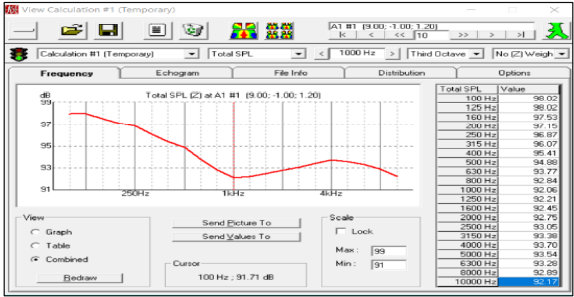 View Calculation #1 (Temporary)
A1 #1 (9.00; -1.00; 1.20)
|< < << 10 >> > >|
Calculation #1 (Temporary) Total SPL < 1000 Hz > Third Octave No (Z) Weigh
Frequency Echogram File Info Distribution Options
dB Total SPL (Z) at A1 #1 (9.00; -1.00; 1.20)
99
97
95
93
91
250Hz 1kHz 4kHz
Total SPL Value
100 Hz 98.02
125 Hz 98.02
160 Hz 97.53
200 Hz 97.15
250 Hz 96.87
315 Hz 96.07
400 Hz 95.41
500 Hz 94.88
630 Hz 93.77
800 Hz 92.84
1000 Hz 92.06
1250 Hz 92.21
1600 Hz 92.45
2000 Hz 92.75
2500 Hz 93.05
3150 Hz 93.38
4000 Hz 93.70
5000 Hz 93.54
6300 Hz 93.28
8000 Hz 92.89
10000 Hz 92.17
View
Graph
Table
Combined
Redraw
Send Picture To
Send Values To
Cursor
100 Hz ; 91.71 dB
Scale
Lock
Max : 99
Min : 91